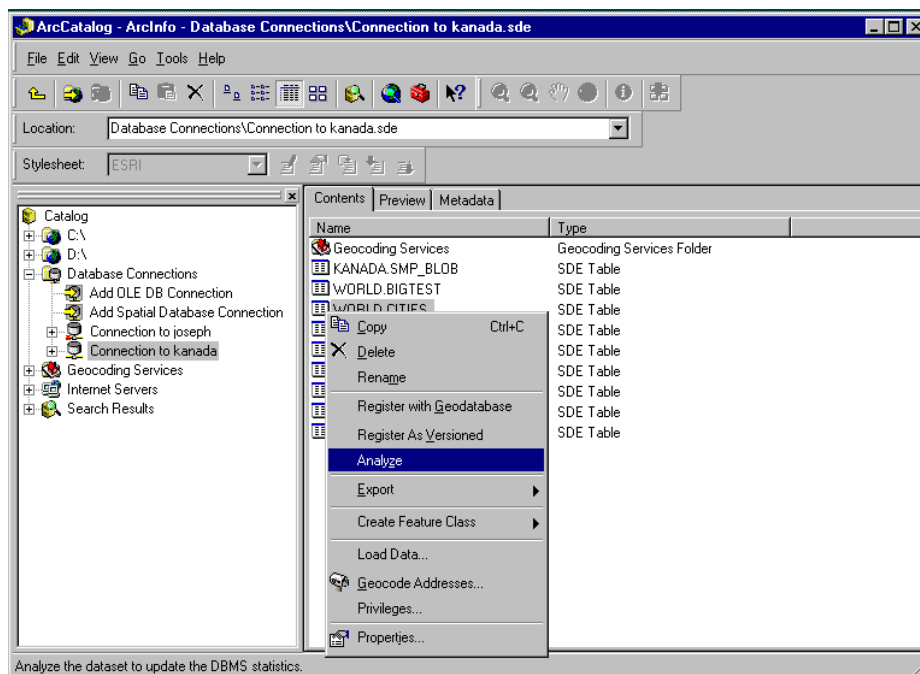 ArcCatalog - ArcInfo - Database Connections\Connection to kanada.sde
File Edit View Go Tools Help
Location: Database Connections\Connection to kanada.sde
Stylesheet: ESRI
Catalog
C:\
D:\
Database Connections
Add OLE DB Connection
Add Spatial Database Connection
Connection to joseph
Connection to kanada
Geocoding Services
Internet Servers
Search Results
Contents Preview Metadata
Name Type
Geocoding Services Geocoding Services Folder
KANADA.SMP_BLOB SDE Table
WORLD.BIGTEST SDE Table
WORLD.CITIES SDE Table
SDE Table
SDE Table
SDE Table
SDE Table
SDE Table
SDE Table
Copy Ctrl+C
Delete
Rename
Register with Geodatabase
Register As Versioned
Analyze
Export
Create Feature Class
Load Data...
Geocode Addresses...
Privileges...
Properties...
Analyze the dataset to update the DBMS statistics.